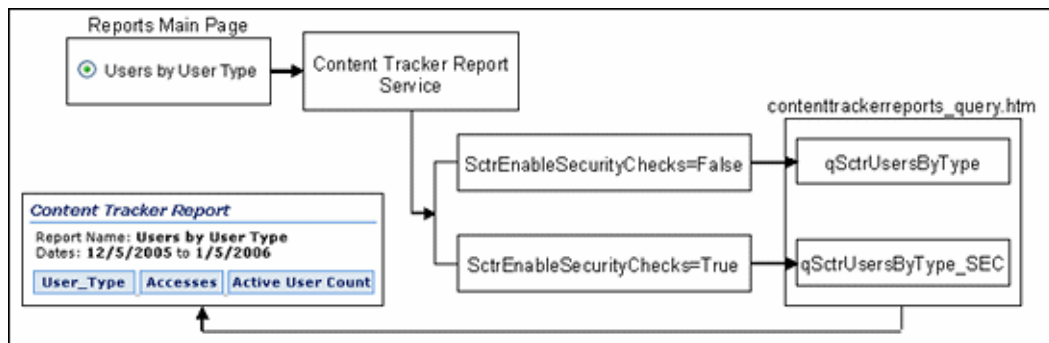 Reports Main Page
Users by User Type
Content Tracker Report
Service
contenttrackerreports_query.htm
SctrEnableSecurityChecks=False
qSctrUsersByType
SctrEnableSecurityChecks=True
qSctrUsersByType_SEC
Content Tracker Report
Report Name: Users by User Type
Dates: 12/5/2005 to 1/5/2006
User_Type Accesses Active User Count